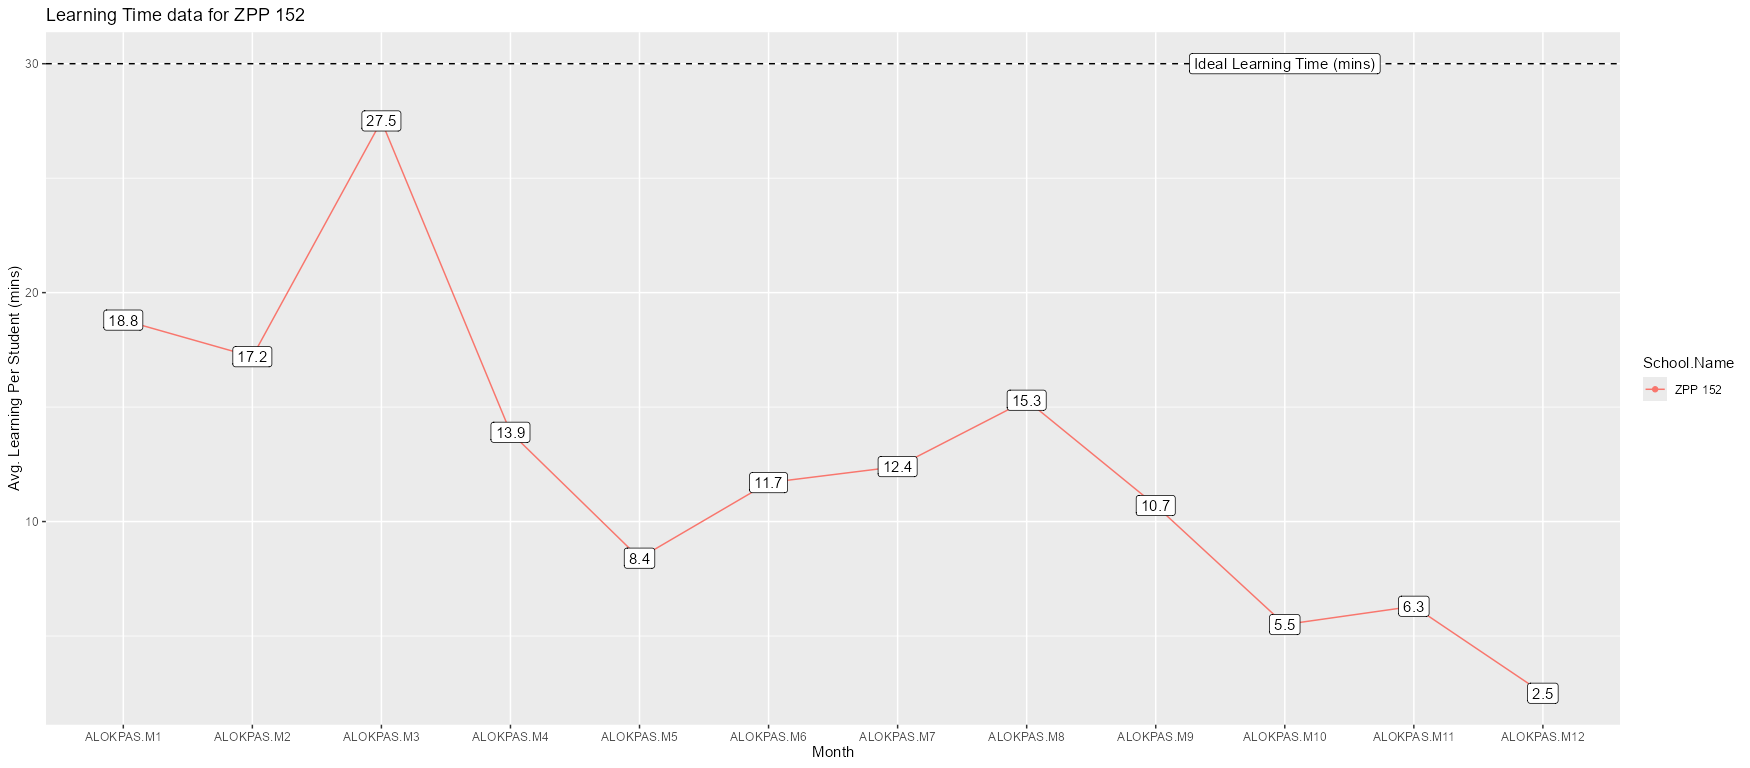 Learning Time data for ZPP 152
Avg. Learning Per Student (mins)
30
20
10
Ideal Learning Time (mins)
18.8
17.2
27.5
13.9
8.4
11.7
12.4
15.3
10.7
5.5
6.3
2.5
ALOKPAS.M1
ALOKPAS.M2
ALOKPAS.M3
ALOKPAS.M4
ALOKPAS.M5
ALOKPAS.M6
ALOKPAS.M7
ALOKPAS.M8
ALOKPAS.M9
ALOKPAS.M10
ALOKPAS.M11
ALOKPAS.M12
Month
School.Name
ZPP 152